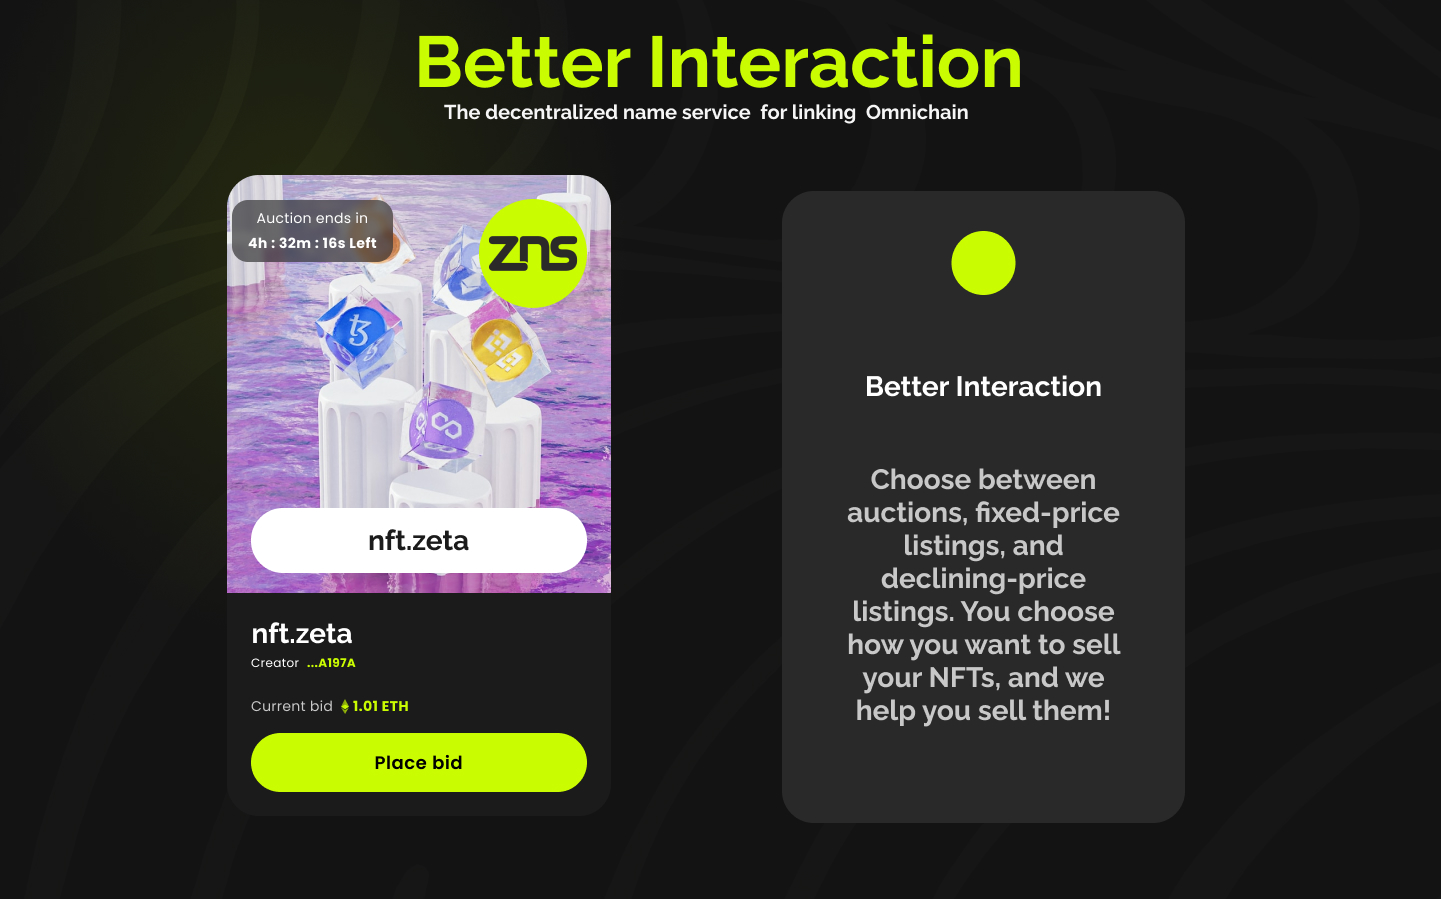 Better Interaction
The decentralized name service for linking Omnichain
Auction ends in
4h : 32m : 16s Left
zns
nft.zeta
nft.zeta
Creator ...A197A
Current bid 1.01 ETH
Place bid
Better Interaction
Choose between
auctions, fixed-price
listings, and
declining-price
listings. You choose
how you want to sell
your NFTs, and we
help you sell them!